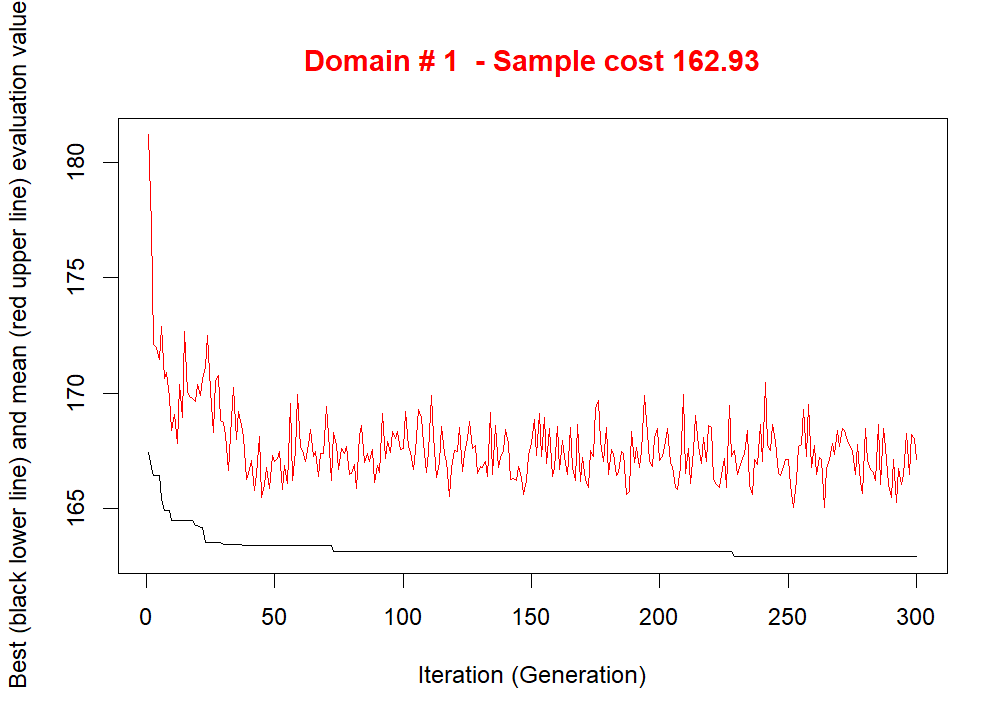 Domain # 1  - Sample cost 162.93
Best (black lower line) and mean (red upper line) evaluation value
180
175
170
165
0 50 100 150 200 250 300
Iteration (Generation)